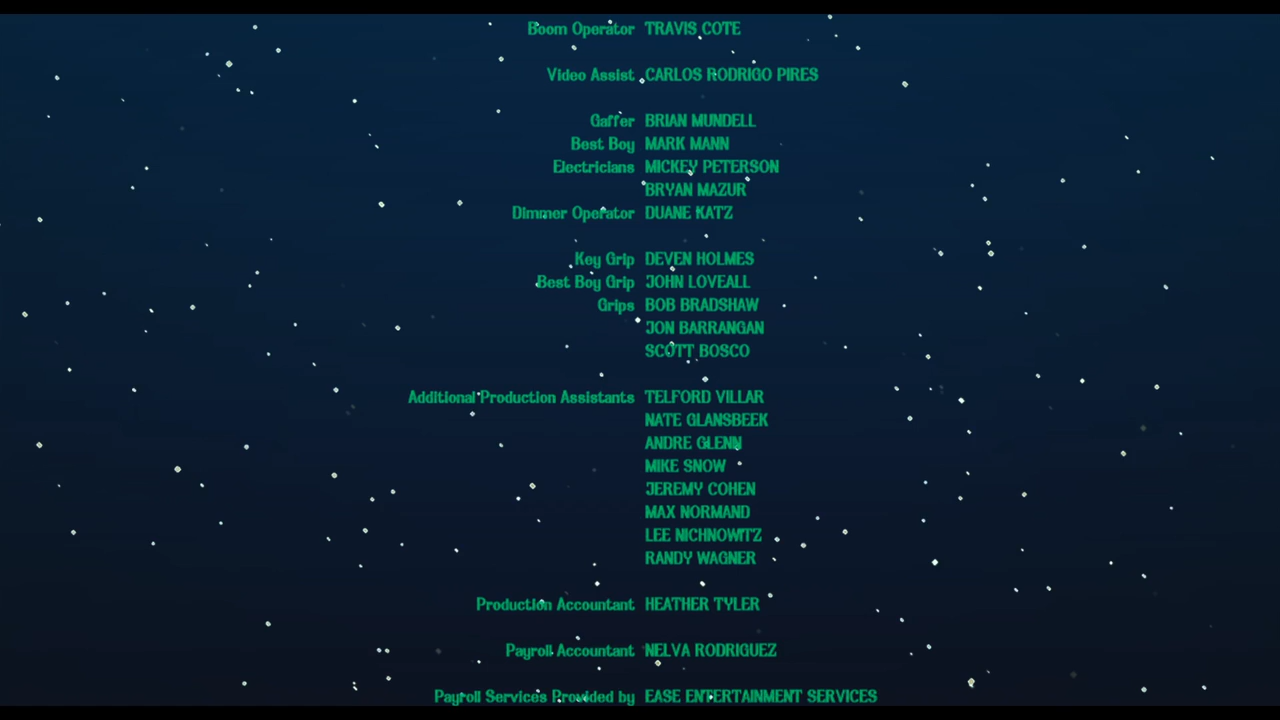 Boom Operator TRAVIS COTE
Video Assist CARLOS RODRIGO PIRES
Gaffer BRIAN MUNDELL
Best Boy MARK MANN
Electricians MICKEY PETERSON
BRYAN MAZUR
Dimmer Operator DUANE KATZ
Key Grip DEVEN HOLMES
Best Boy Grip JOHN LOVEALL
Grips BOB BRADSHAW
JON BARRANGAN
SCOTT BOSCO
Additional Production Assistants TELFORD VILLAR
NATE GLANSBEEK
ANDRE GLENN
MIKE SNOW
JEREMY COHEN
MAX NORMAND
LEE NICHNOWITZ
RANDY WAGNER
Production Accountant HEATHER TYLER
Payroll Accountant NELVA RODRIGUEZ
Payroll Services Provided by EASE ENTERTAINMENT SERVICES